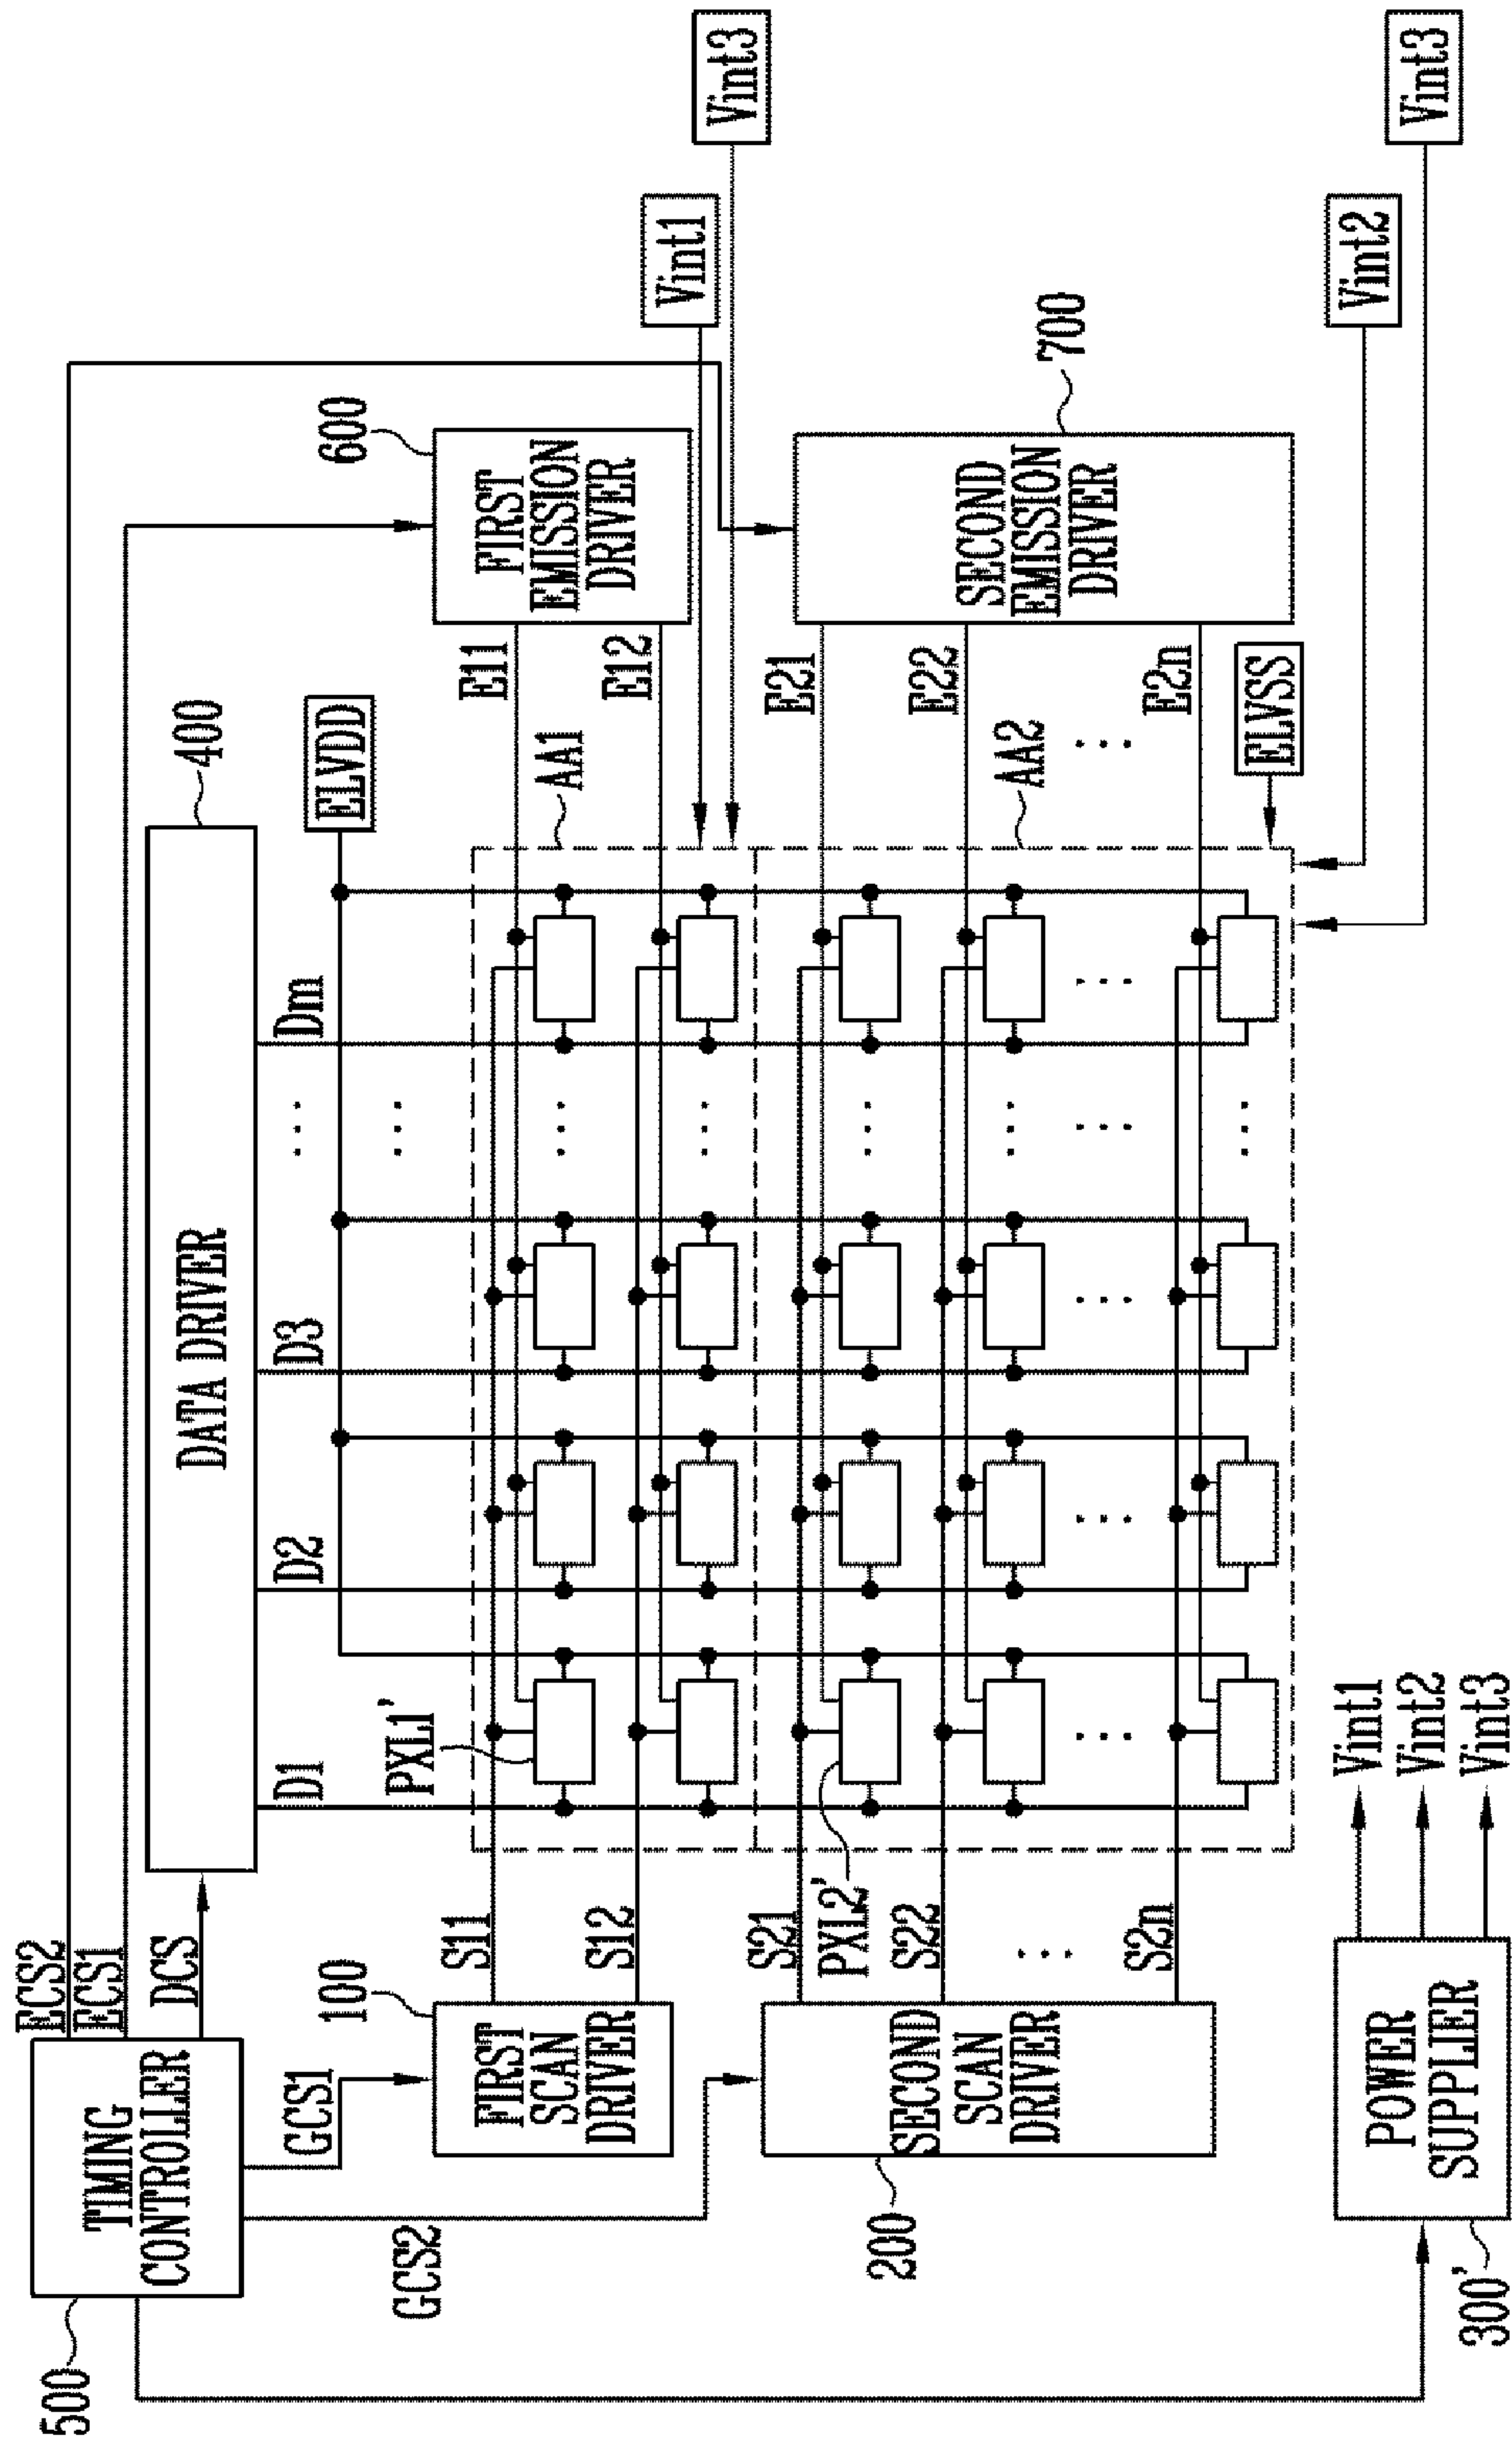 500
TIMING
CONTROLLER
ECS2
ECS1
DCS
GCS1
GCS2
DATA DRIVER
400
D1
D2
D3
. . .
Dm
ELVDD
. . .
100
FIRST
SCAN
DRIVER
S11
S12
PXL1'
AA1
E11
E12
600
FIRST
EMISSION
DRIVER
Vint1
Vint3
. . .
. . .
200
SECOND
SCAN
DRIVER
S21
S22
. . .
S2n
PXL2'
AA2
E21
E22
. . .
E2n
700
SECOND
EMISSION
DRIVER
. . .
. . .
. . .
. . .
. . .
. . .
. . .
. . .
ELVSS
Vint2
Vint3
300'
POWER
SUPPLIER
Vint1
Vint2
Vint3